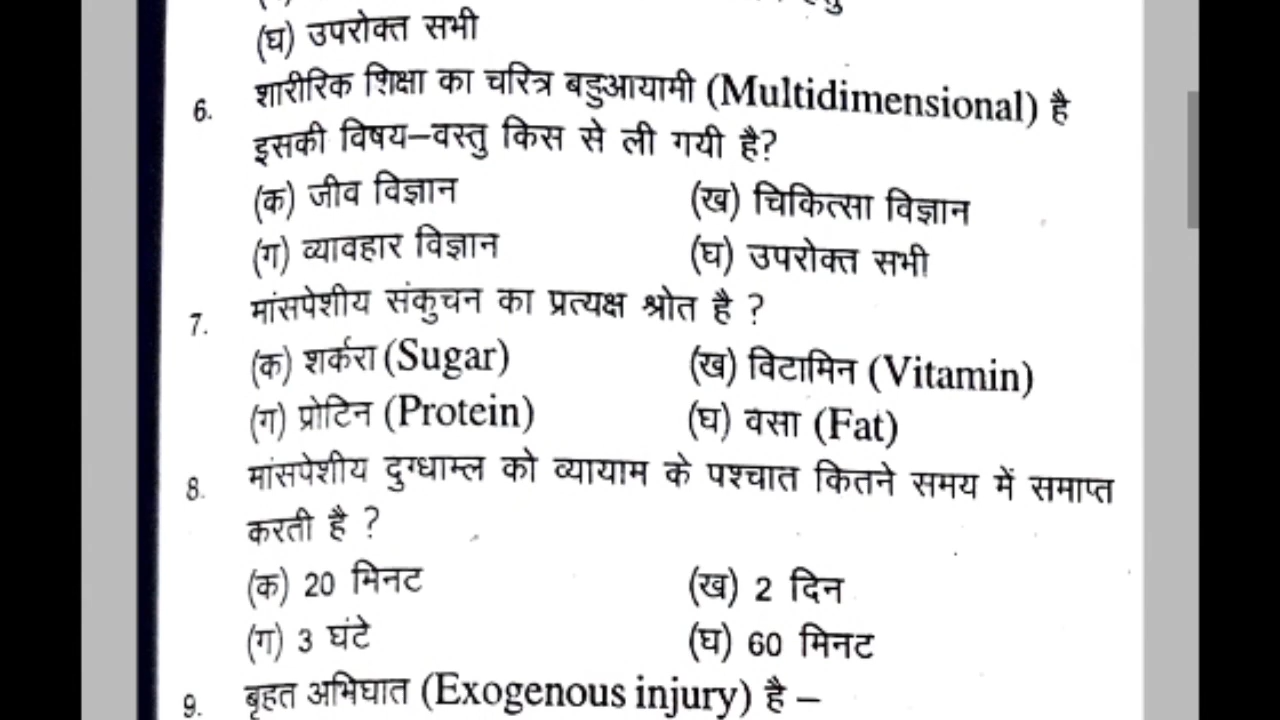 (घ) उपरोक्त सभी
6. शारीरिक शिक्षा का चरित्र बडुआयामी (Multidimensional) है
इसकी विषय–वस्तु किस से ली गयी है?
(क) जीव विज्ञान (ख) चिकित्सा विज्ञान
(ग) व्यावहार विज्ञान (घ) उपरोक्त सभी
7. मांसपेशीय संकुचन का प्रत्यक्ष श्रोत है ?
(क) शर्करा (Sugar) (ख) विटामिन (Vitamin)
(ग) प्रोटिन (Protein) (घ) वसा (Fat)
8. मांसपेशीय दुग्धाम्ल को व्यायाम के पश्चात कितने समय में समाप्त
करती है ?
(क) 20 मिनट (ख) 2 दिन
(ग) 3 घंटे (घ) 60 मिनट
9. बृहत अभिघात (Exogenous injury) है –